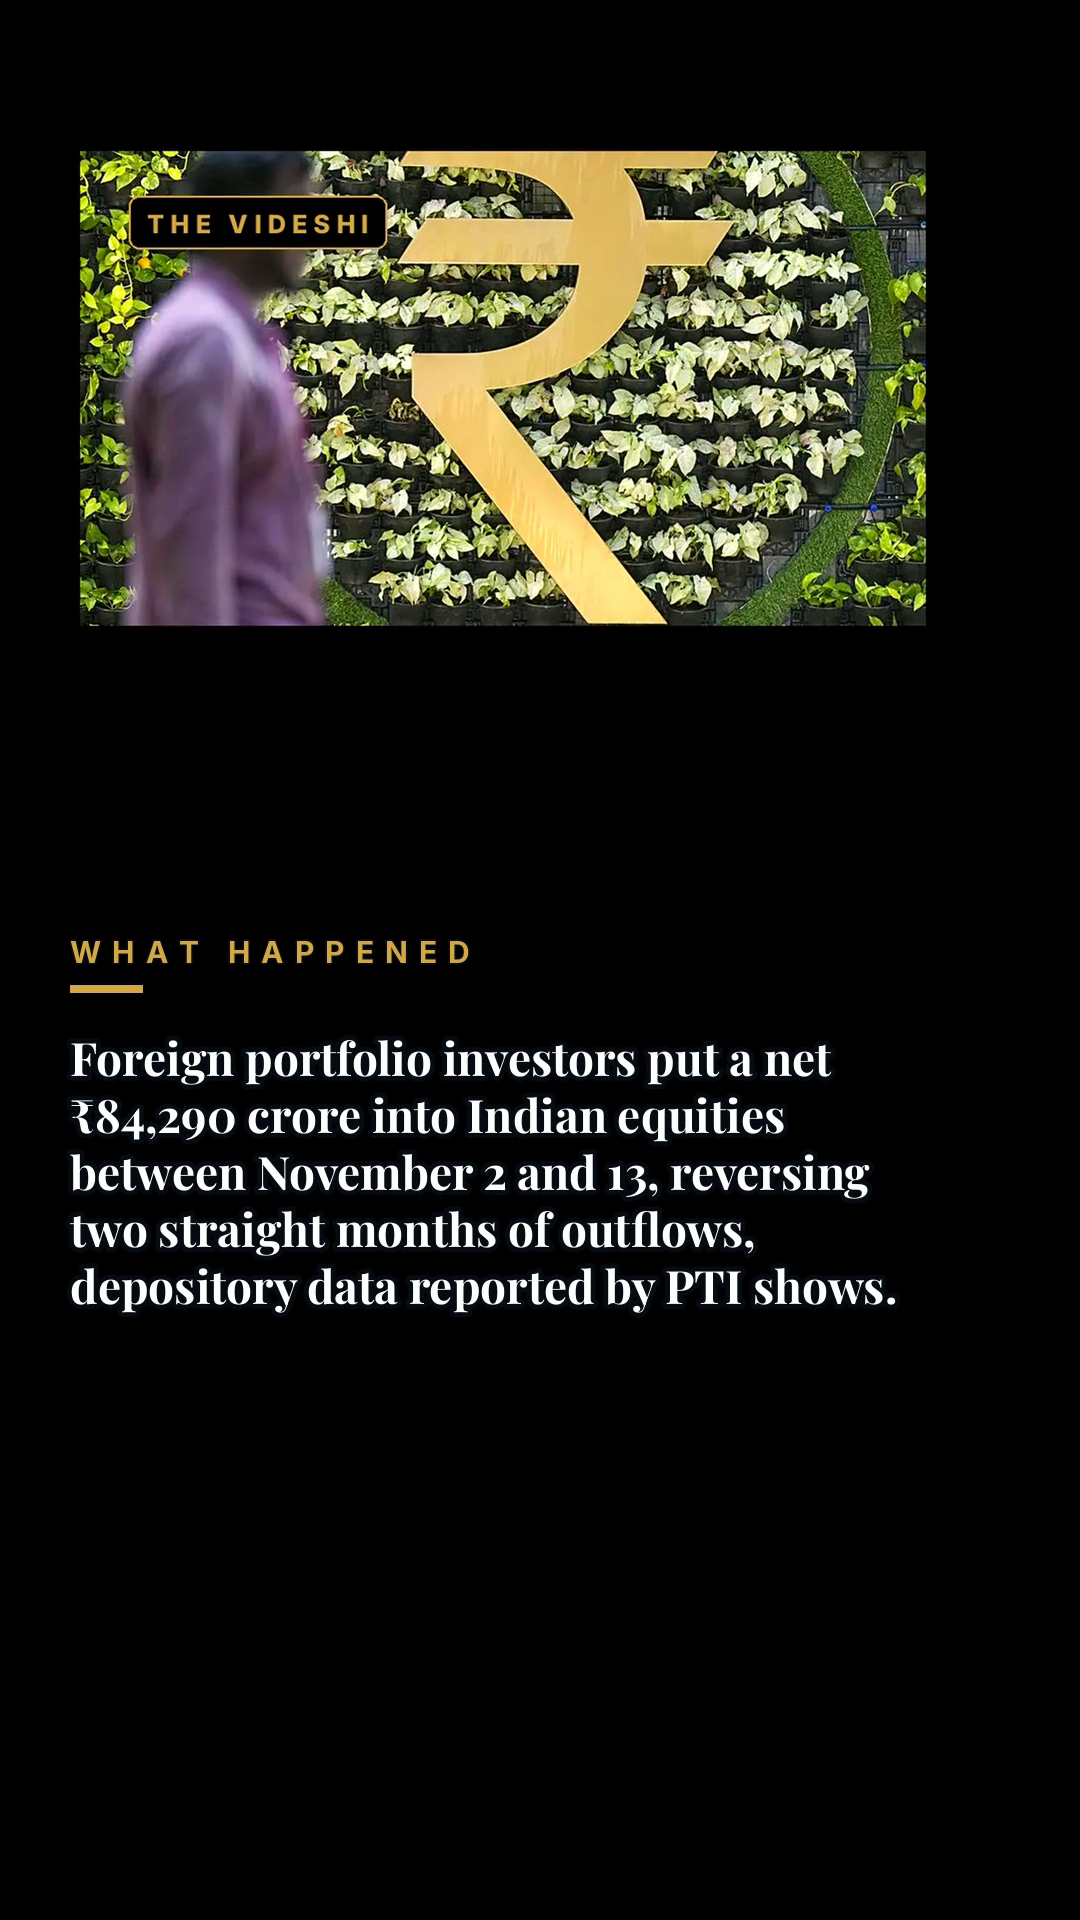 THE VIDESHI
WHAT HAPPENED
Foreign portfolio investors put a net
₹84,290 crore into Indian equities
between November 2 and 13, reversing
two straight months of outflows,
depository data reported by PTI shows.